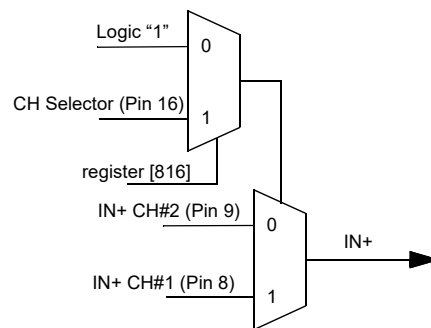 Logic “1”
0
CH Selector (Pin 16)
1
register [816]
IN+ CH#2 (Pin 9)
0
IN+
IN+ CH#1 (Pin 8)
1